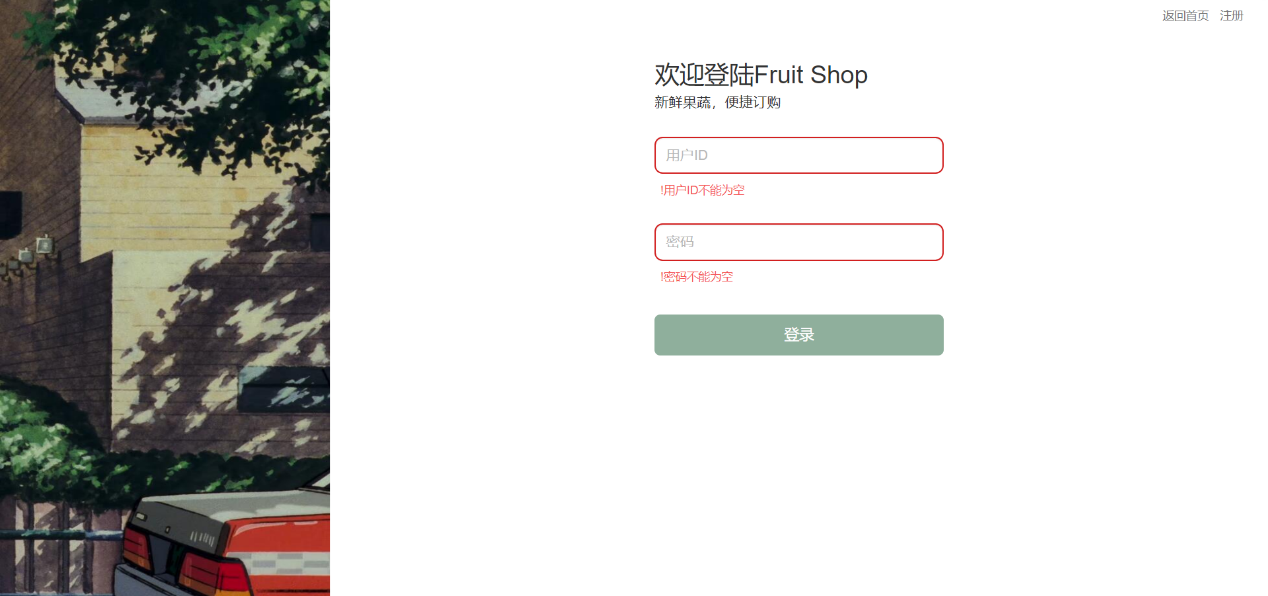 返回首页 注册
欢迎登陆Fruit Shop
新鲜果蔬，便捷订购
用户ID
!用户ID不能为空
密码
!密码不能为空
登录